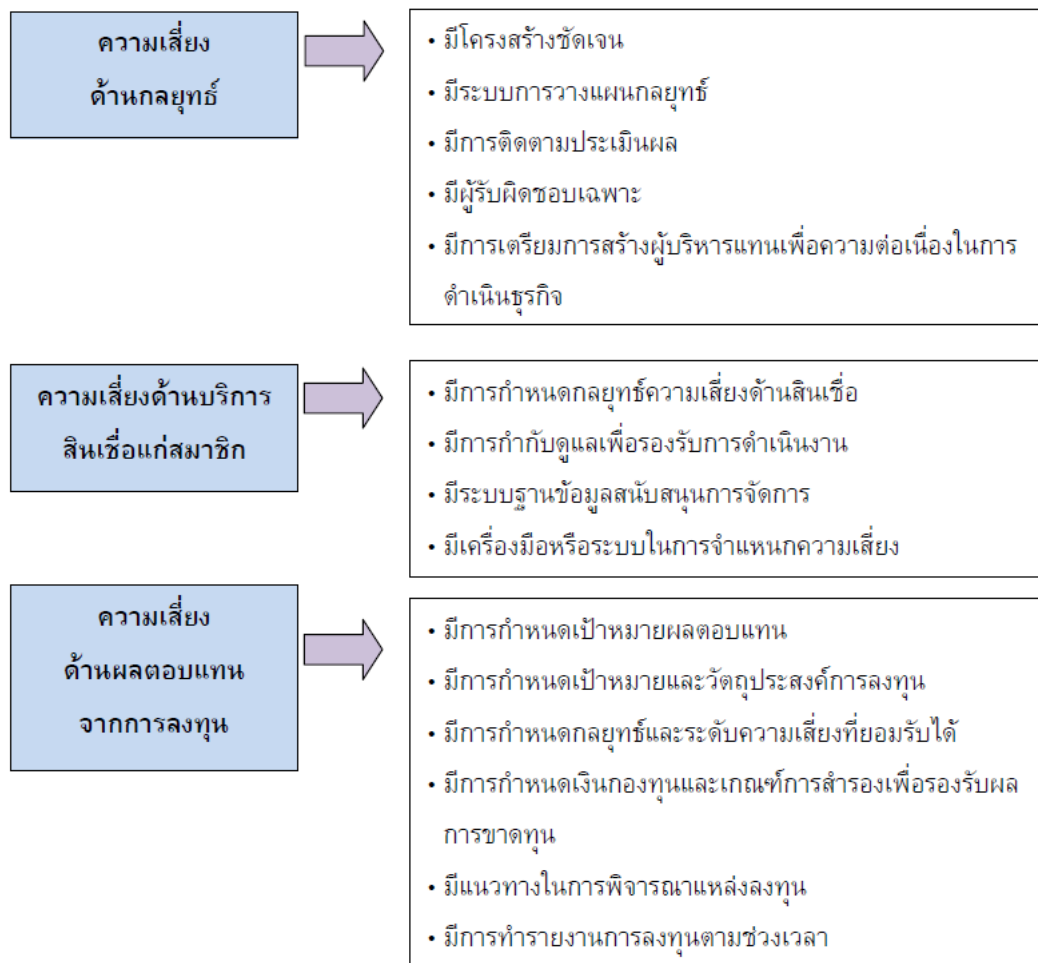 ความเสี่ยง
ด้านกลยุทธ์
• มีโครงสร้างชัดเจน
• มีระบบการวางแผนกลยุทธ์
• มีการติดตามประเมินผล
• มีผู้รับผิดชอบเฉพาะ
• มีการเตรียมการสร้างผู้บริหารแทนเพื่อความต่อเนื่องในการ
ดำเนินธุรกิจ
ความเสี่ยงด้านบริการ
สินเชื่อแก่สมาชิก
• มีการกำหนดกลยุทธ์ความเสี่ยงด้านสินเชื่อ
• มีการกำกับดูแลเพื่อรองรับการดำเนินงาน
• มีระบบฐานข้อมูลสนับสนุนการจัดการ
• มีเครื่องมือหรือระบบในการจำแหนกความเสี่ยง
ความเสี่ยง
ด้านผลตอบแทน
จากการลงทุน
• มีการกำหนดเป้าหมายผลตอบแทน
• มีการกำหนดเป้าหมายและวัตถุประสงค์การลงทุน
• มีการกำหนดกลยุทธ์และระดับความเสี่ยงที่ยอมรับได้
• มีการกำหนดเงินกองทุนและเกณฑ์การสำรองเพื่อรองรับผล
การขาดทุน
• มีแนวทางในการพิจารณาแหล่งลงทุน
• มีการทำรายงานการลงทุนตามช่วงเวลา